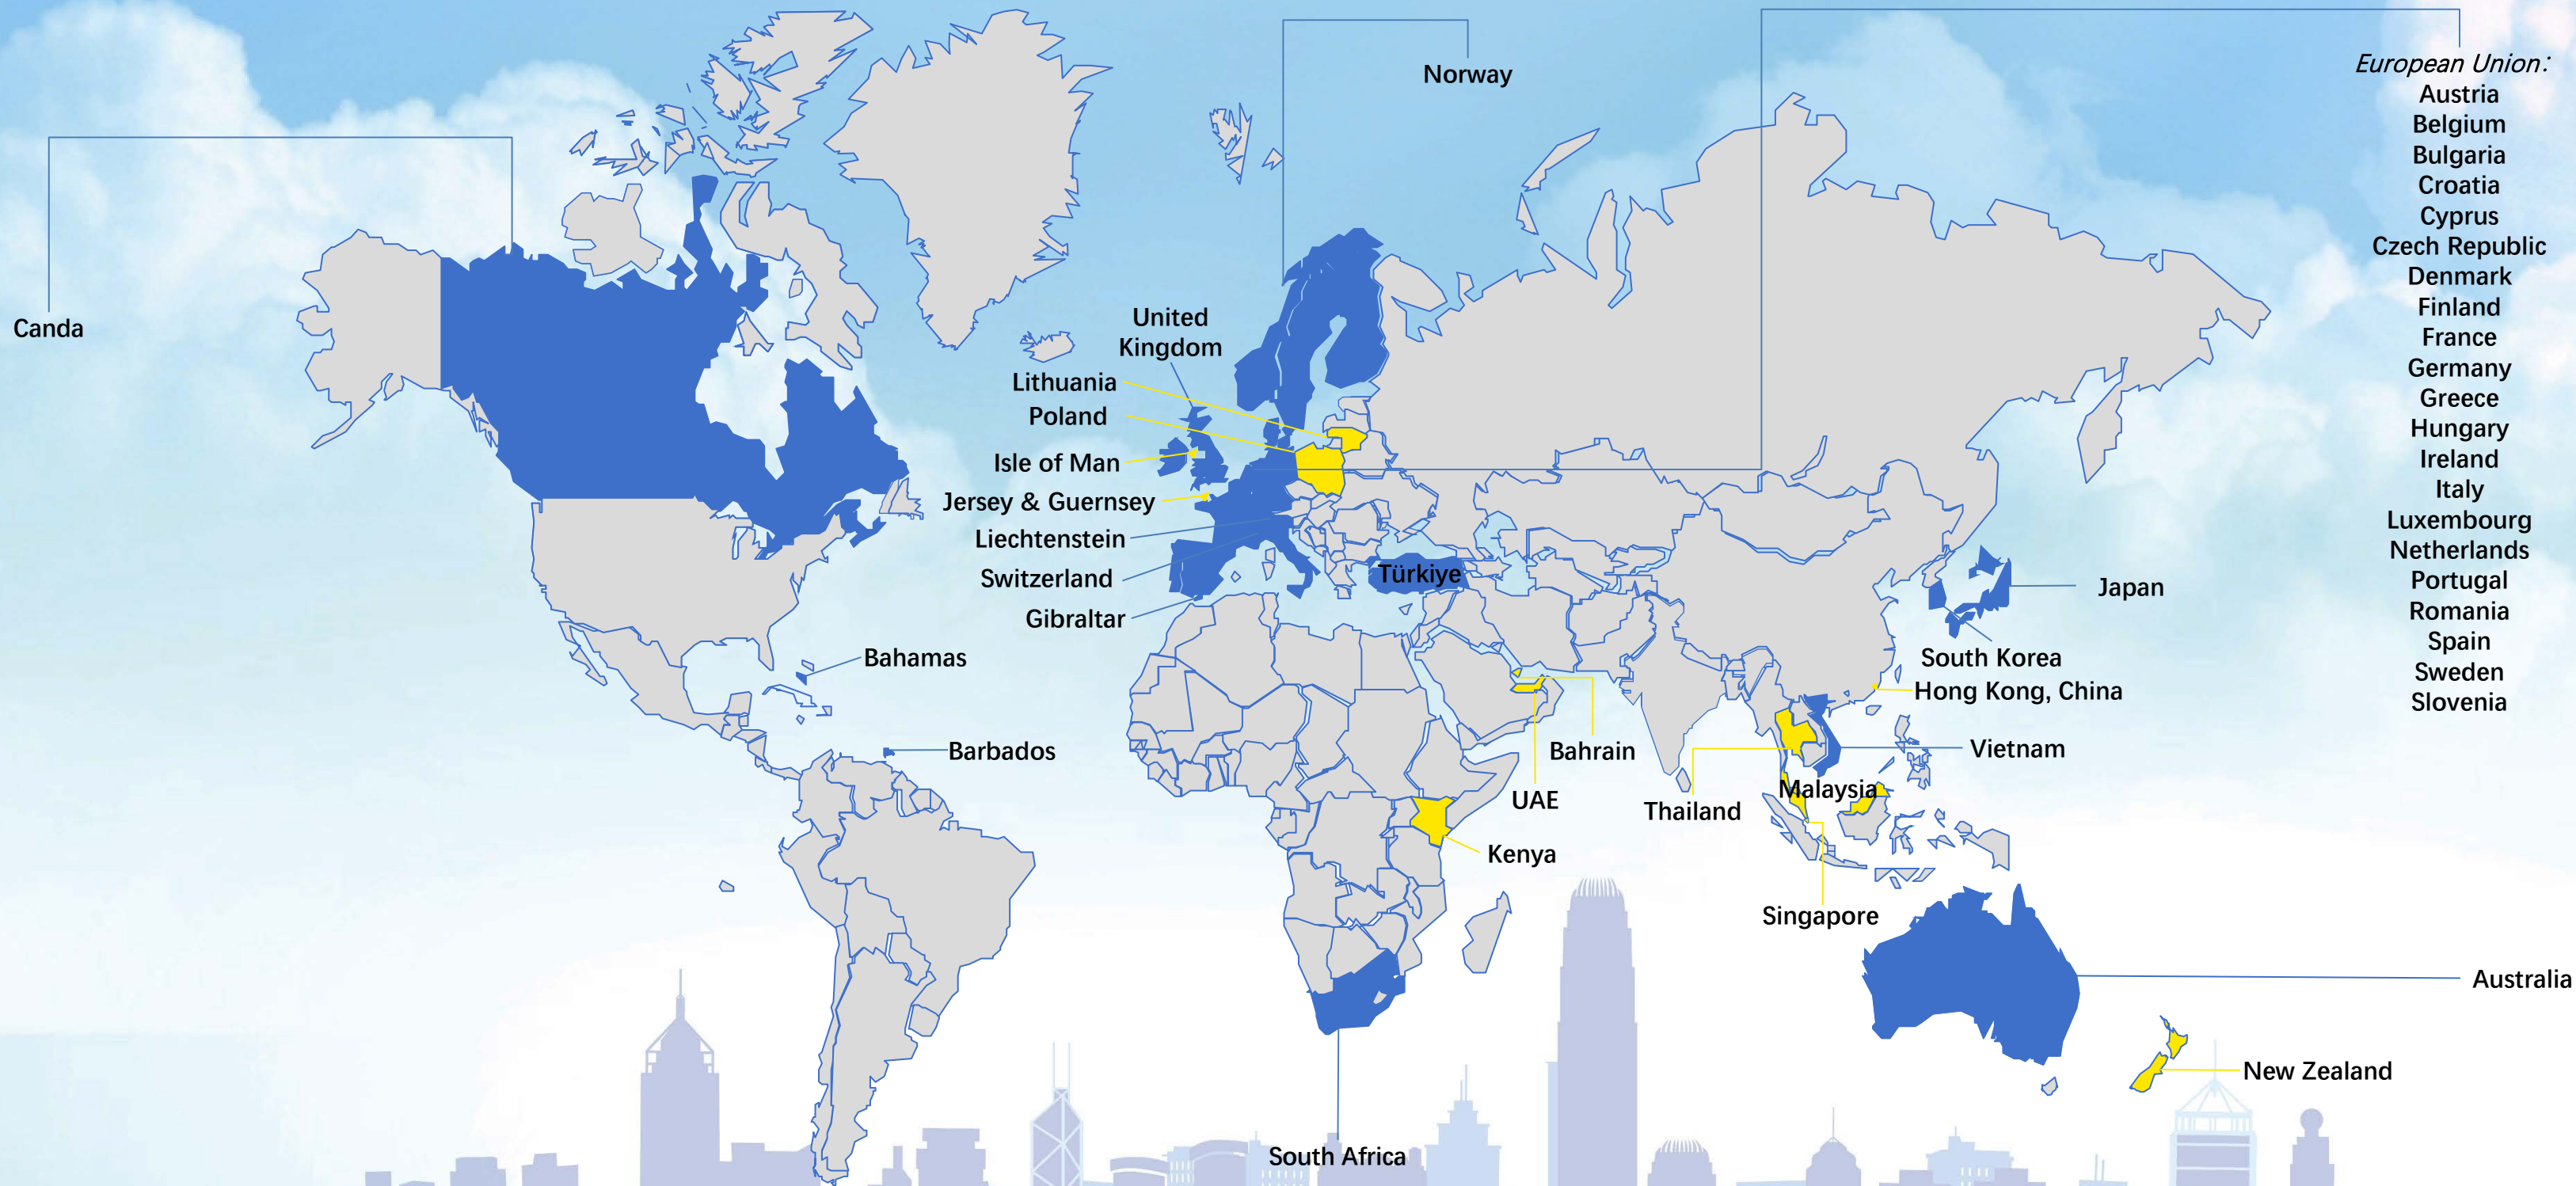 Norway
European Union:
Austria
Belgium
Bulgaria
Croatia
Cyprus
Czech Republic
Denmark
Finland
France
Germany
Greece
Hungary
Ireland
Italy
Luxembourg
Netherlands
Portugal
Romania
Spain
Sweden
Slovenia
Canda
United
Kingdom
Lithuania
Poland
Isle of Man
Jersey & Guernsey
Liechtenstein
Switzerland
Gibraltar
Türkiye
Japan
Bahamas
South Korea
Hong Kong, China
Barbados
Bahrain
Vietnam
UAE
Thailand
Malaysia
Kenya
Singapore
Australia
New Zealand
South Africa